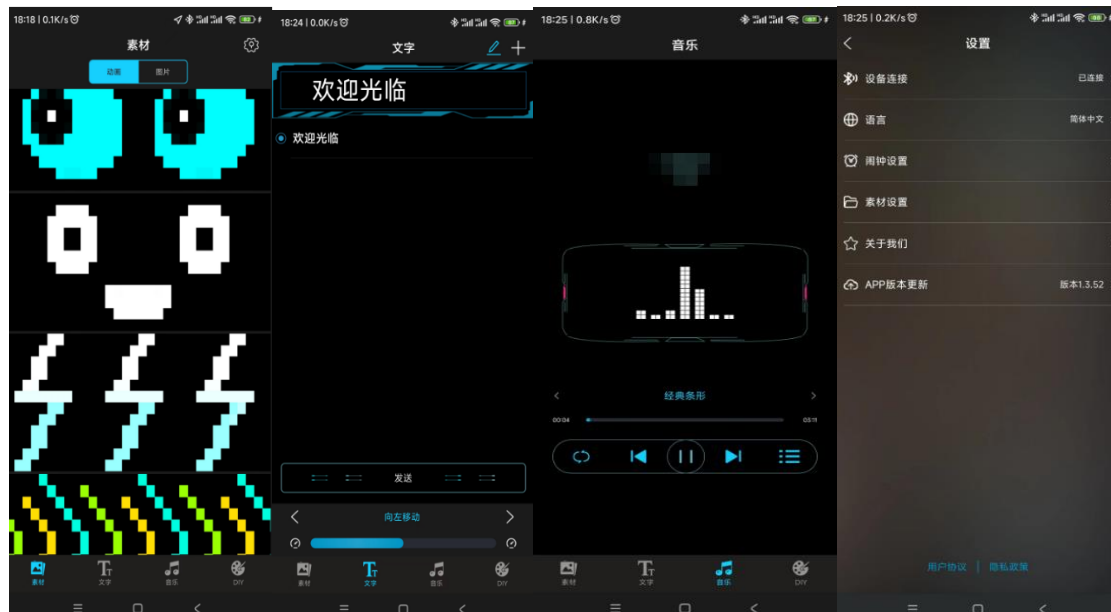 18:18 | 0.1K/s
素材
动画 图片
素材 文字 音乐 DIY
18:24 | 0.0K/s
文字
欢迎光临
欢迎光临
发送
向左移动
素材 文字 音乐 DIY
18:25 | 0.8K/s
音乐
经典条形
00:04 03:11
素材 文字 音乐 DIY
18:25 | 0.2K/s
设置
设备连接 已连接
语言 简体中文
闹钟设置
素材设置
关于我们
APP版本更新 版本1.3.52
用户协议 | 隐私政策